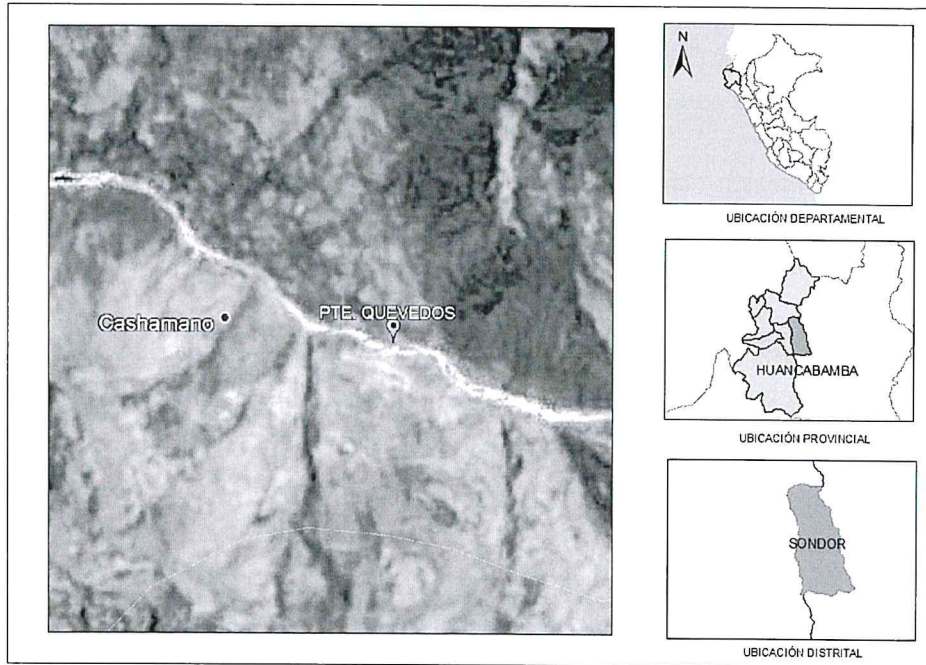 Cashamano
PTE. QUEVEDOS
N
UBICACIÓN DEPARTAMENTAL
HUANCABAMBA
UBICACIÓN PROVINCIAL
SONDOR
UBICACIÓN DISTRITAL